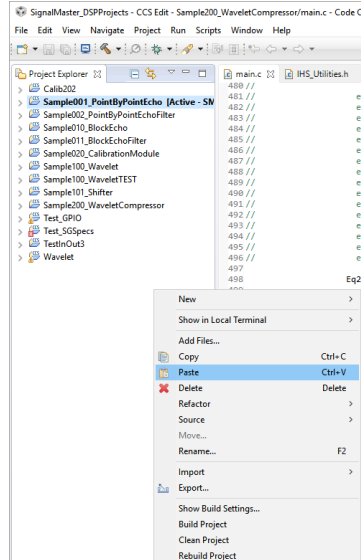 SignalMaster_DSPProjects - CCS Edit - Sample200_WaveletCompressor/main.c - Code C
File Edit View Navigate Project Run Scripts Window Help
Project Explorer
main.c
IHS_Utilities.h
Calib202
Sample001_PointByPointEcho [Active - SM
Sample002_PointByPointEchoFilter
Sample010_BlockEcho
Sample011_BlockEchoFilter
Sample020_CalibrationModule
Sample100_Wavelet
Sample100_WaveletTEST
Sample101_Shifter
Sample200_WaveletCompressor
Test_GPIO
Test_SGSpecs
TestInOut3
Wavelet
480 //
481 // e
482 // e
483 // e
484 // e
485 // e
486 // e
487 // e
488 // e
489 // e
490 // e
491 // e
492 // e
493 // e
494 // e
495 // e
496 // e
497
498 Eq2
New
Show in Local Terminal
Add Files...
Copy Ctrl+C
Paste Ctrl+V
Delete Delete
Refactor
Source
Move...
Rename... F2
Import
Export...
Show Build Settings...
Build Project
Clean Project
Rebuild Project